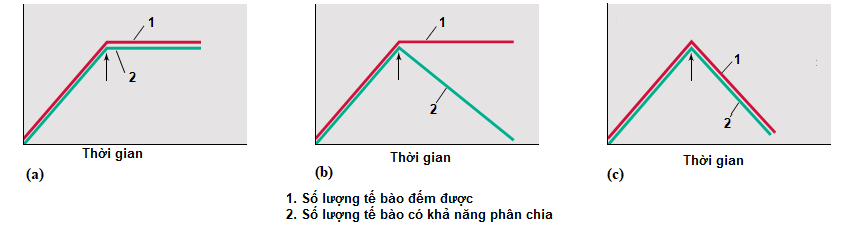 1
2
Thời gian
(a)
1
2
Thời gian
(b)
1
2
Thời gian
(c)
1. Số lượng tế bào đếm được
2. Số lượng tế bào có khả năng phân chia